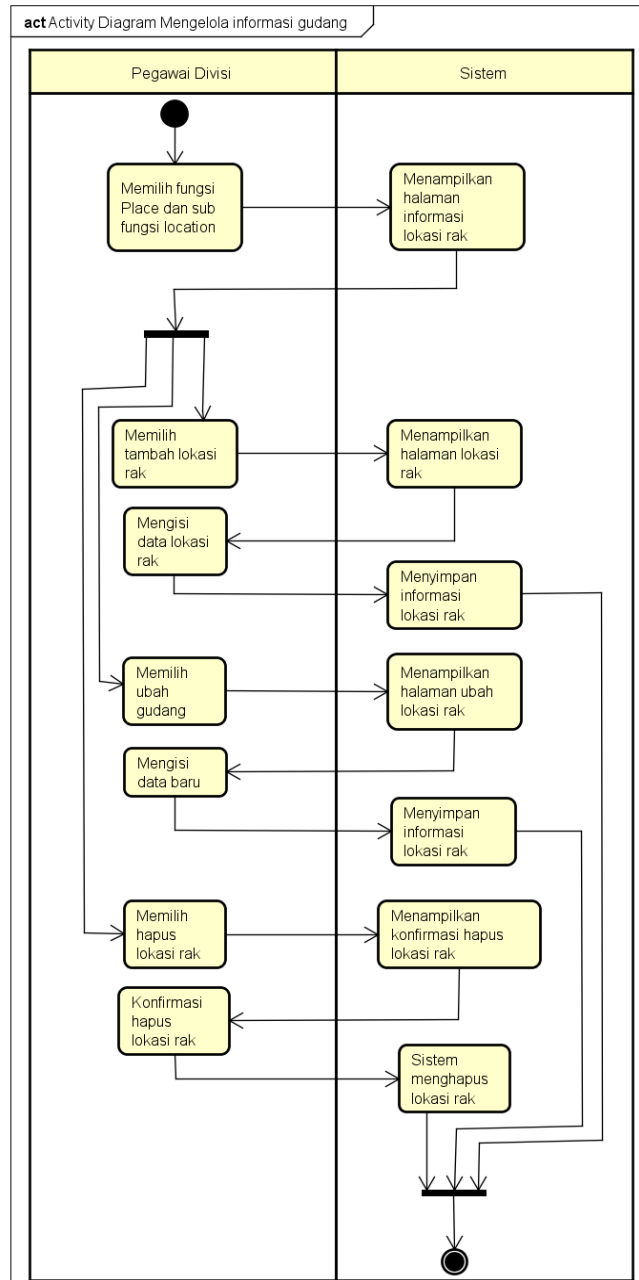 act Activity Diagram Mengelola informasi gudang
Pegawai Divisi
Sistem
Memilih fungsi
Place dan sub
fungsi location
Menampilkan
halaman
informasi
lokasi rak
Memilih
tambah lokasi
rak
Menampilkan
halaman lokasi
rak
Mengisi
data lokasi
rak
Menyimpan
informasi
lokasi rak
Memilih
ubah
gudang
Menampilkan
halaman ubah
lokasi rak
Mengisi
data baru
Menyimpan
informasi
lokasi rak
Memilih
hapus
lokasi rak
Menampilkan
konfirmasi hapus
lokasi rak
Konfirmasi
hapus
lokasi rak
Sistem
menghapus
lokasi rak